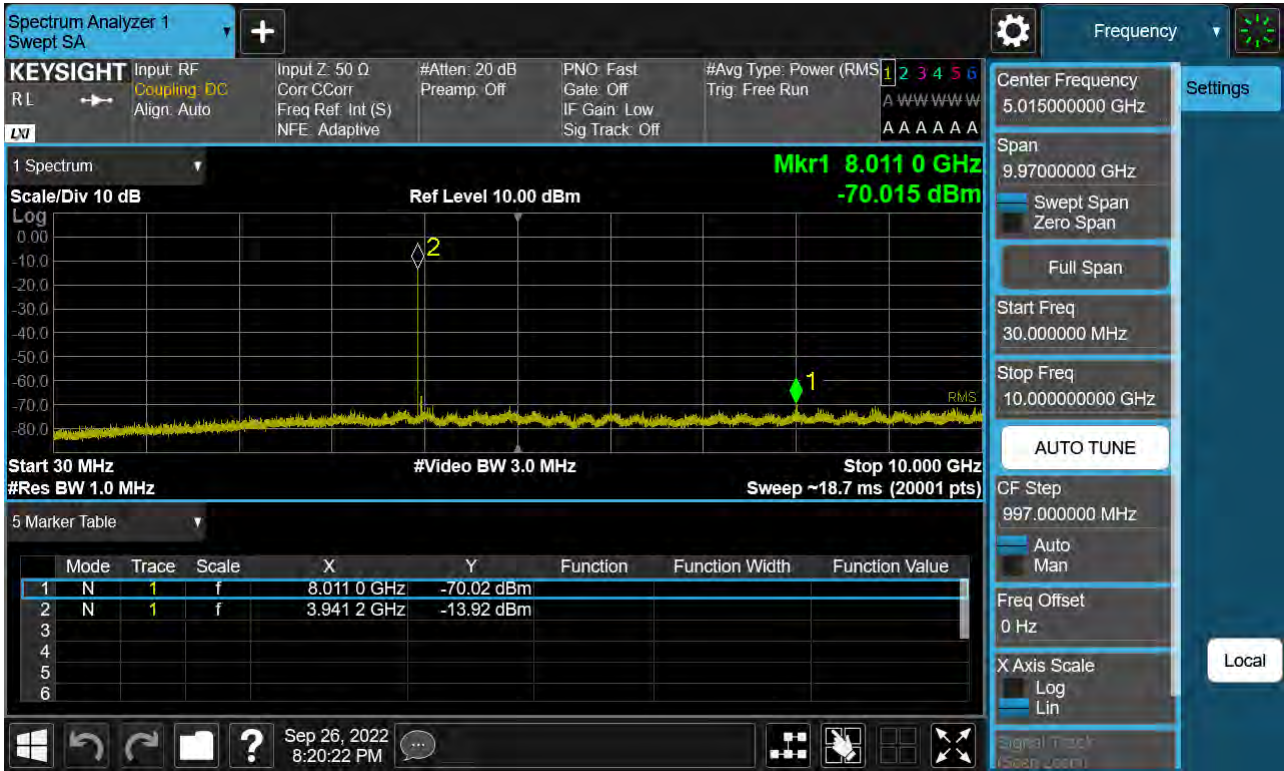 Spectrum Analyzer 1
Swept SA
Frequency
KEYSIGHT
RL
LXI
Input: RF
Coupling: DC
Align: Auto
Input Z: 50 Ω
Corr CCorr
Freq Ref: Int (S)
NFE: Adaptive
#Atten: 20 dB
Preamp: Off
PNO: Fast
Gate: Off
IF Gain: Low
Sig Track: Off
#Avg Type: Power (RMS
Trig: Free Run
1 2 3 4 5 6
A W W W W W
A A A A A A
1 Spectrum
Mkr1 8.011 0 GHz
Scale/Div 10 dB
Ref Level 10.00 dBm
-70.015 dBm
Log
0.00
-10.0
-20.0
-30.0
-40.0
-50.0
-60.0
-70.0
-80.0
2
1
RMS
Start 30 MHz
#Video BW 3.0 MHz
Stop 10.000 GHz
#Res BW 1.0 MHz
Sweep ~18.7 ms (20001 pts)
5 Marker Table
Mode Trace Scale X Y Function Function Width Function Value
1 N 1 f 8.011 0 GHz -70.02 dBm
2 N 1 f 3.941 2 GHz -13.92 dBm
3
4
5
6
Sep 26, 2022
8:20:22 PM
?
Center Frequency
5.015000000 GHz
Settings
Span
9.97000000 GHz
Swept Span
Zero Span
Full Span
Start Freq
30.000000 MHz
Stop Freq
10.000000000 GHz
AUTO TUNE
CF Step
997.000000 MHz
Auto
Man
Freq Offset
0 Hz
X Axis Scale
Log
Lin
Local
Signal Track
(Span Zoom)